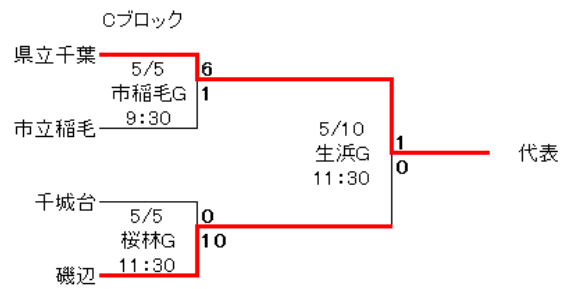 Cブロック
県立千葉
5/5
市稲毛G
9:30
6
1
市立稲毛
5/10
生浜G
11:30
1
0
代表
千城台
5/5
桜林G
11:30
0
10
磯辺